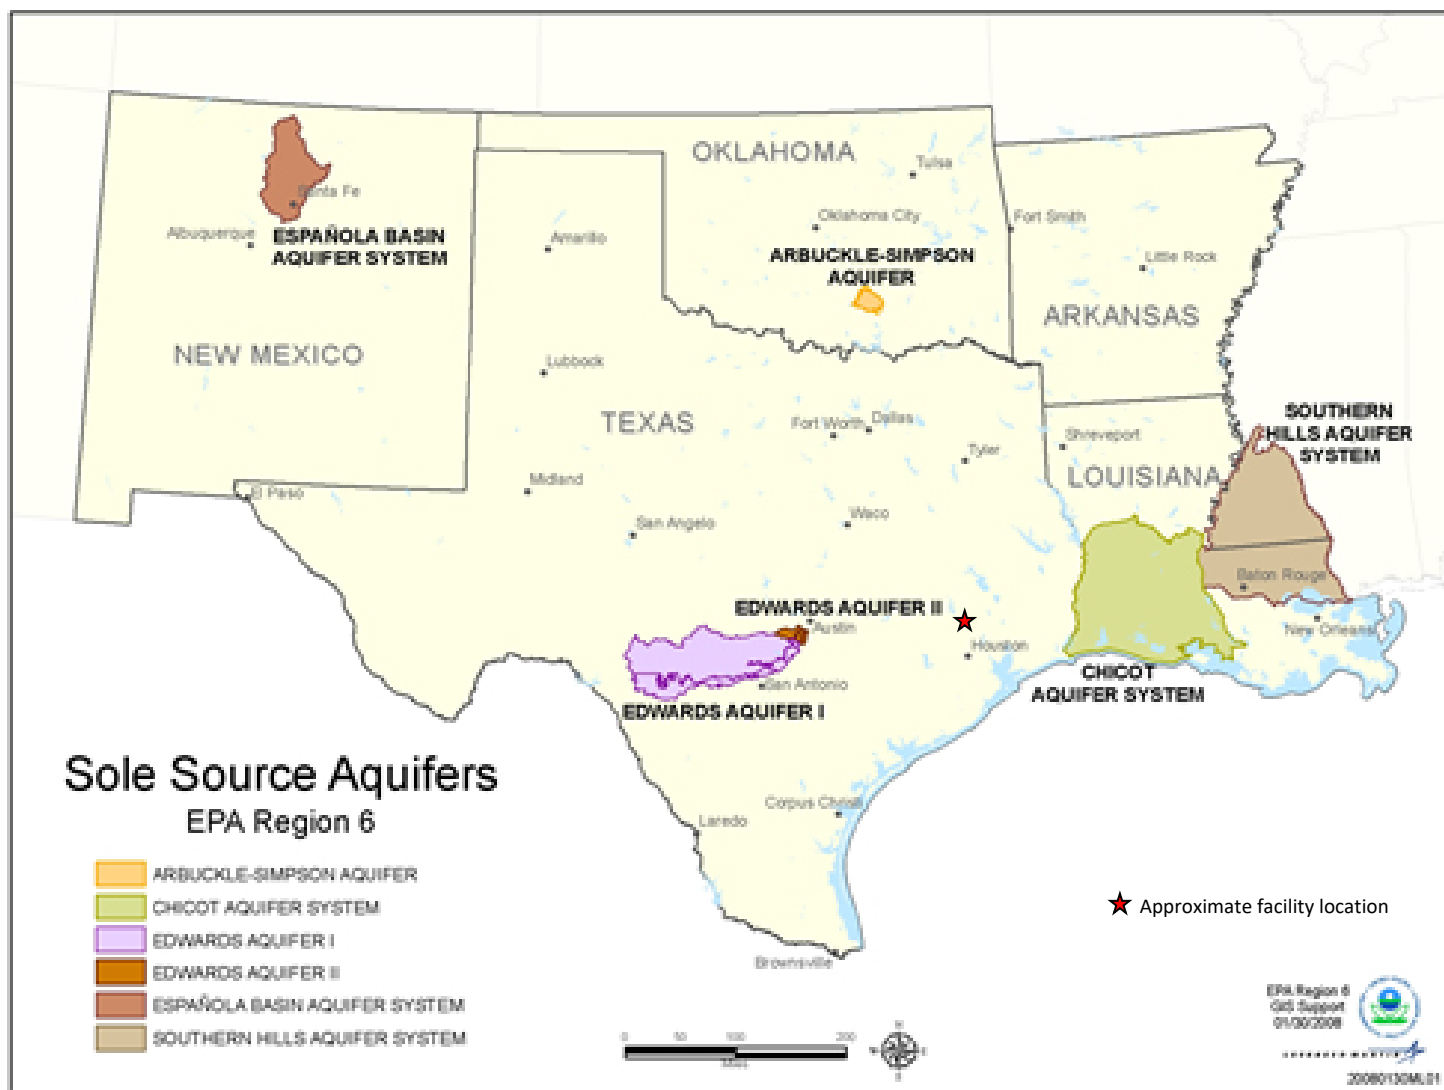 OKLAHOMA
Tulsa
Santa Fe
Oklahoma City
Fort Smith
Albuquerque
ESPAÑOLA BASIN
AQUIFER SYSTEM
Amarillo
ARBUCKLE-SIMPSON
AQUIFER
Little Rock
ARKANSAS
NEW MEXICO
Lubbock
TEXAS
Fort Worth
Dallas
SOUTHERN
HILLS AQUIFER
SYSTEM
Shreveport
Tyler
LOUISIANA
Midland
El Paso
San Angelo
Waco
Baton Rouge
EDWARDS AQUIFER II
Austin
New Orleans
Houston
San Antonio
CHICOT
AQUIFER SYSTEM
EDWARDS AQUIFER I
Sole Source Aquifers
EPA Region 6
Corpus Christi
Laredo
ARBUCKLE-SIMPSON AQUIFER
CHICOT AQUIFER SYSTEM
Approximate facility location
EDWARDS AQUIFER I
EDWARDS AQUIFER II
Brownsville
ESPAÑOLA BASIN AQUIFER SYSTEM
SOUTHERN HILLS AQUIFER SYSTEM
EPA Region 6
GIS Support
01/30/2008
0 50 100 200
Miles
N
W E
S
20080130ML01